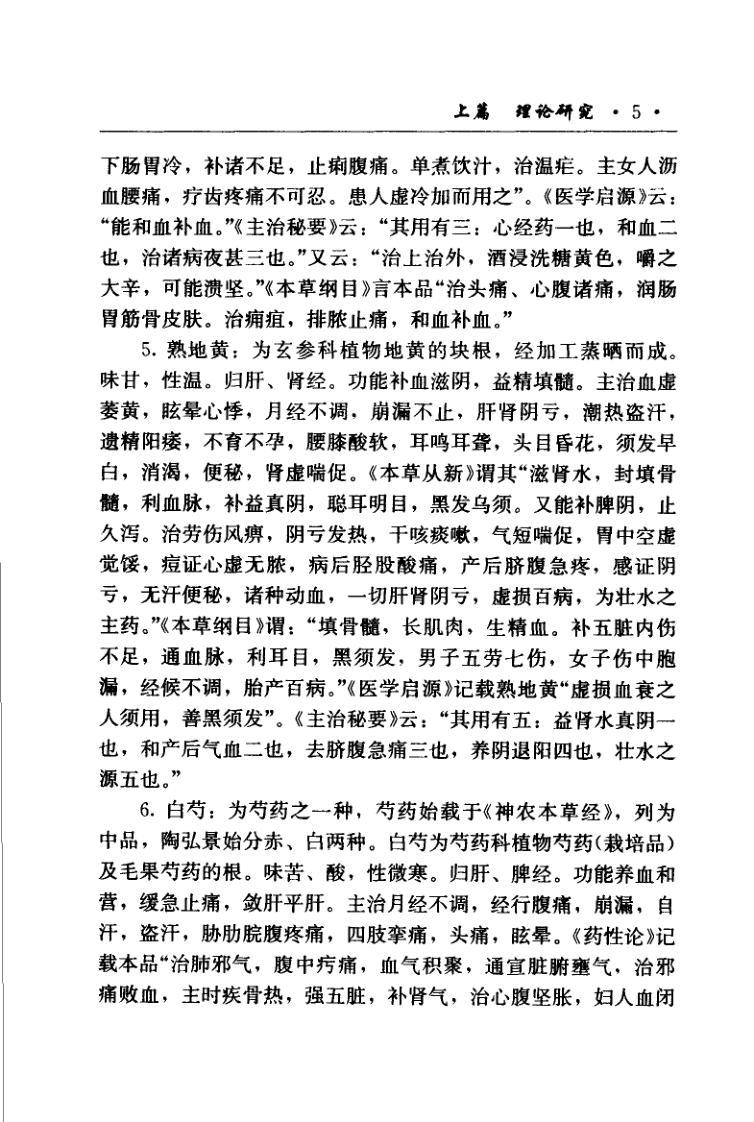 上篇 理论研究 · 5 ·
下肠胃冷，补诸不足，止痢腹痛。单煮饮汁，治温疟。主女人沥
血腰痛，疗齿疼痛不可忍。患人虚冷加而用之”。《医学启源》云：
“能和血补血。”《主治秘要》云：“其用有三：心经药一也，和血二
也，治诸病夜甚三也。”又云：“治上治外，酒浸洗糖黄色，嚼之
大辛，可能溃坚。”《本草纲目》言本品“治头痛、心腹诸痛，润肠
胃筋骨皮肤。治痈疽，排脓止痛，和血补血。”
5. 熟地黄：为玄参科植物地黄的块根，经加工蒸晒而成。
味甘，性温。归肝、肾经。功能补血滋阴，益精填髓。主治血虚
萎黄，眩晕心悸，月经不调，崩漏不止，肝肾阴亏，潮热盗汗，
遗精阳痿，不育不孕，腰膝酸软，耳鸣耳聋，头目昏花，须发早
白，消渴，便秘，肾虚喘促。《本草从新》谓其“滋肾水，封填骨
髓，利血脉，补益真阴，聪耳明目，黑发乌须。又能补脾阴，止
久泻。治劳伤风痹，阴亏发热，干咳痰嗽，气短喘促，胃中空虚
觉馁，痘证心虚无脓，病后胫股酸痛，产后脐腹急疼，感证阴
亏，无汗便秘，诸种动血，一切肝肾阴亏，虚损百病，为壮水之
主药。”《本草纲目》谓：“填骨髓，长肌肉，生精血。补五脏内伤
不足，通血脉，利耳目，黑须发，男子五劳七伤，女子伤中胞
漏，经候不调，胎产百病。”《医学启源》记载熟地黄“虚损血衰之
人须用，善黑须发”。《主治秘要》云：“其用有五：益肾水真阴一
也，和产后气血二也，去脐腹急痛三也，养阴退阳四也，壮水之
源五也。”
6. 白芍：为芍药之一种，芍药始载于《神农本草经》，列为
中品，陶弘景始分赤、白两种。白芍为芍药科植物芍药(栽培品)
及毛果芍药的根。味苦、酸，性微寒。归肝、脾经。功能养血和
营，缓急止痛，敛肝平肝。主治月经不调，经行腹痛，崩漏，自
汗，盗汗，胁肋脘腹疼痛，四肢挛痛，头痛，眩晕。《药性论》记
载本品“治肺邪气，腹中㽲痛，血气积聚，通宣脏腑壅气，治邪
痛败血，主时疾骨热，强五脏，补肾气，治心腹坚胀，妇人血闭